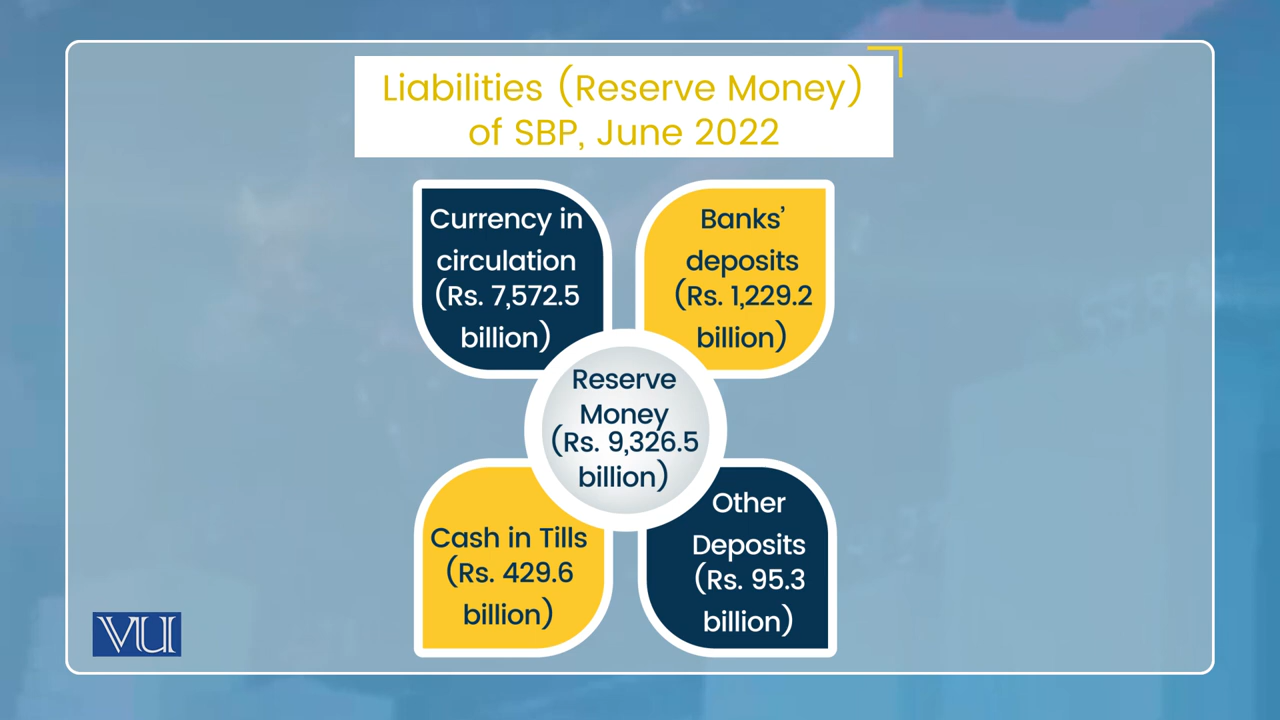 Liabilities (Reserve Money)
of SBP, June 2022
Currency in
circulation
(Rs. 7,572.5
billion)
Banks’
deposits
(Rs. 1,229.2
billion)
Reserve
Money
(Rs. 9,326.5
billion)
Cash in Tills
(Rs. 429.6
billion)
Other
Deposits
(Rs. 95.3
billion)
VU